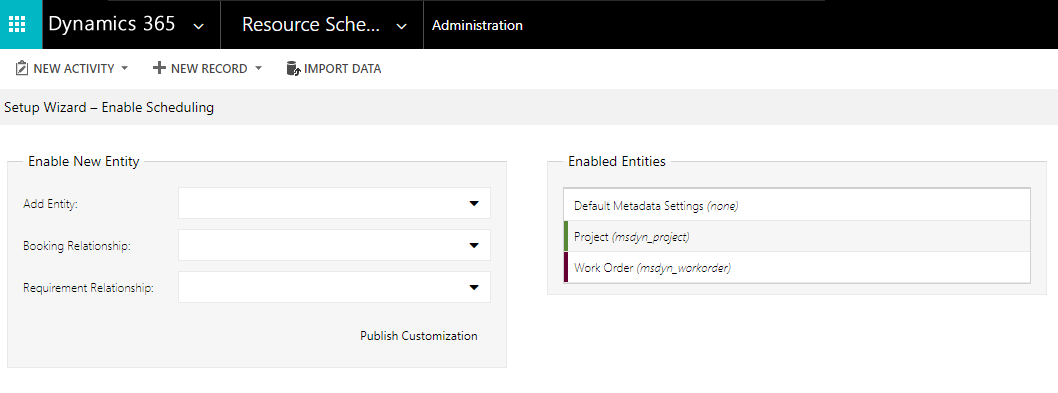 Dynamics 365 Resource Sche... Administration
NEW ACTIVITY NEW RECORD IMPORT DATA
Setup Wizard – Enable Scheduling
Enable New Entity
Add Entity:
Booking Relationship:
Requirement Relationship:
Publish Customization
Enabled Entities
Default Metadata Settings (none)
Project (msdyn_project)
Work Order (msdyn_workorder)